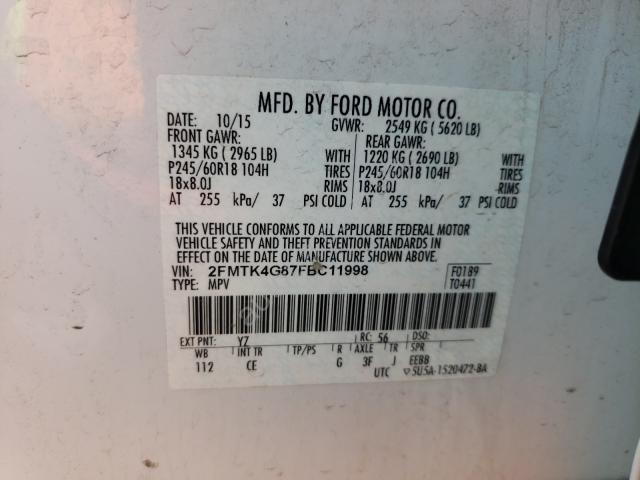 MFD. BY FORD MOTOR CO.
DATE: 10/15 GVWR: 2549 KG ( 5620 LB)
FRONT GAWR: REAR GAWR:
1345 KG ( 2965 LB) WITH 1220 KG ( 2690 LB) WITH
P245/60R18 104H TIRES P245/60R18 104H TIRES
18x8.0J RIMS 18x8.0J RIMS
AT 255 kPa/ 37 PSI COLD AT 255 kPa/ 37 PSI COLD
THIS VEHICLE CONFORMS TO ALL APPLICABLE FEDERAL MOTOR
VEHICLE SAFETY AND THEFT PREVENTION STANDARDS IN
EFFECT ON THE DATE OF MANUFACTURE SHOWN ABOVE.
VIN: 2FMTK4G87FBC11998 F0189
TYPE: MPV T0441
EXT PNT: YZ RC: 56 DSO:
WB INT TR TP/PS R AXLE TR SPR
112 CE G 3F J EEBB
UTC 5U5A-1520472-BA